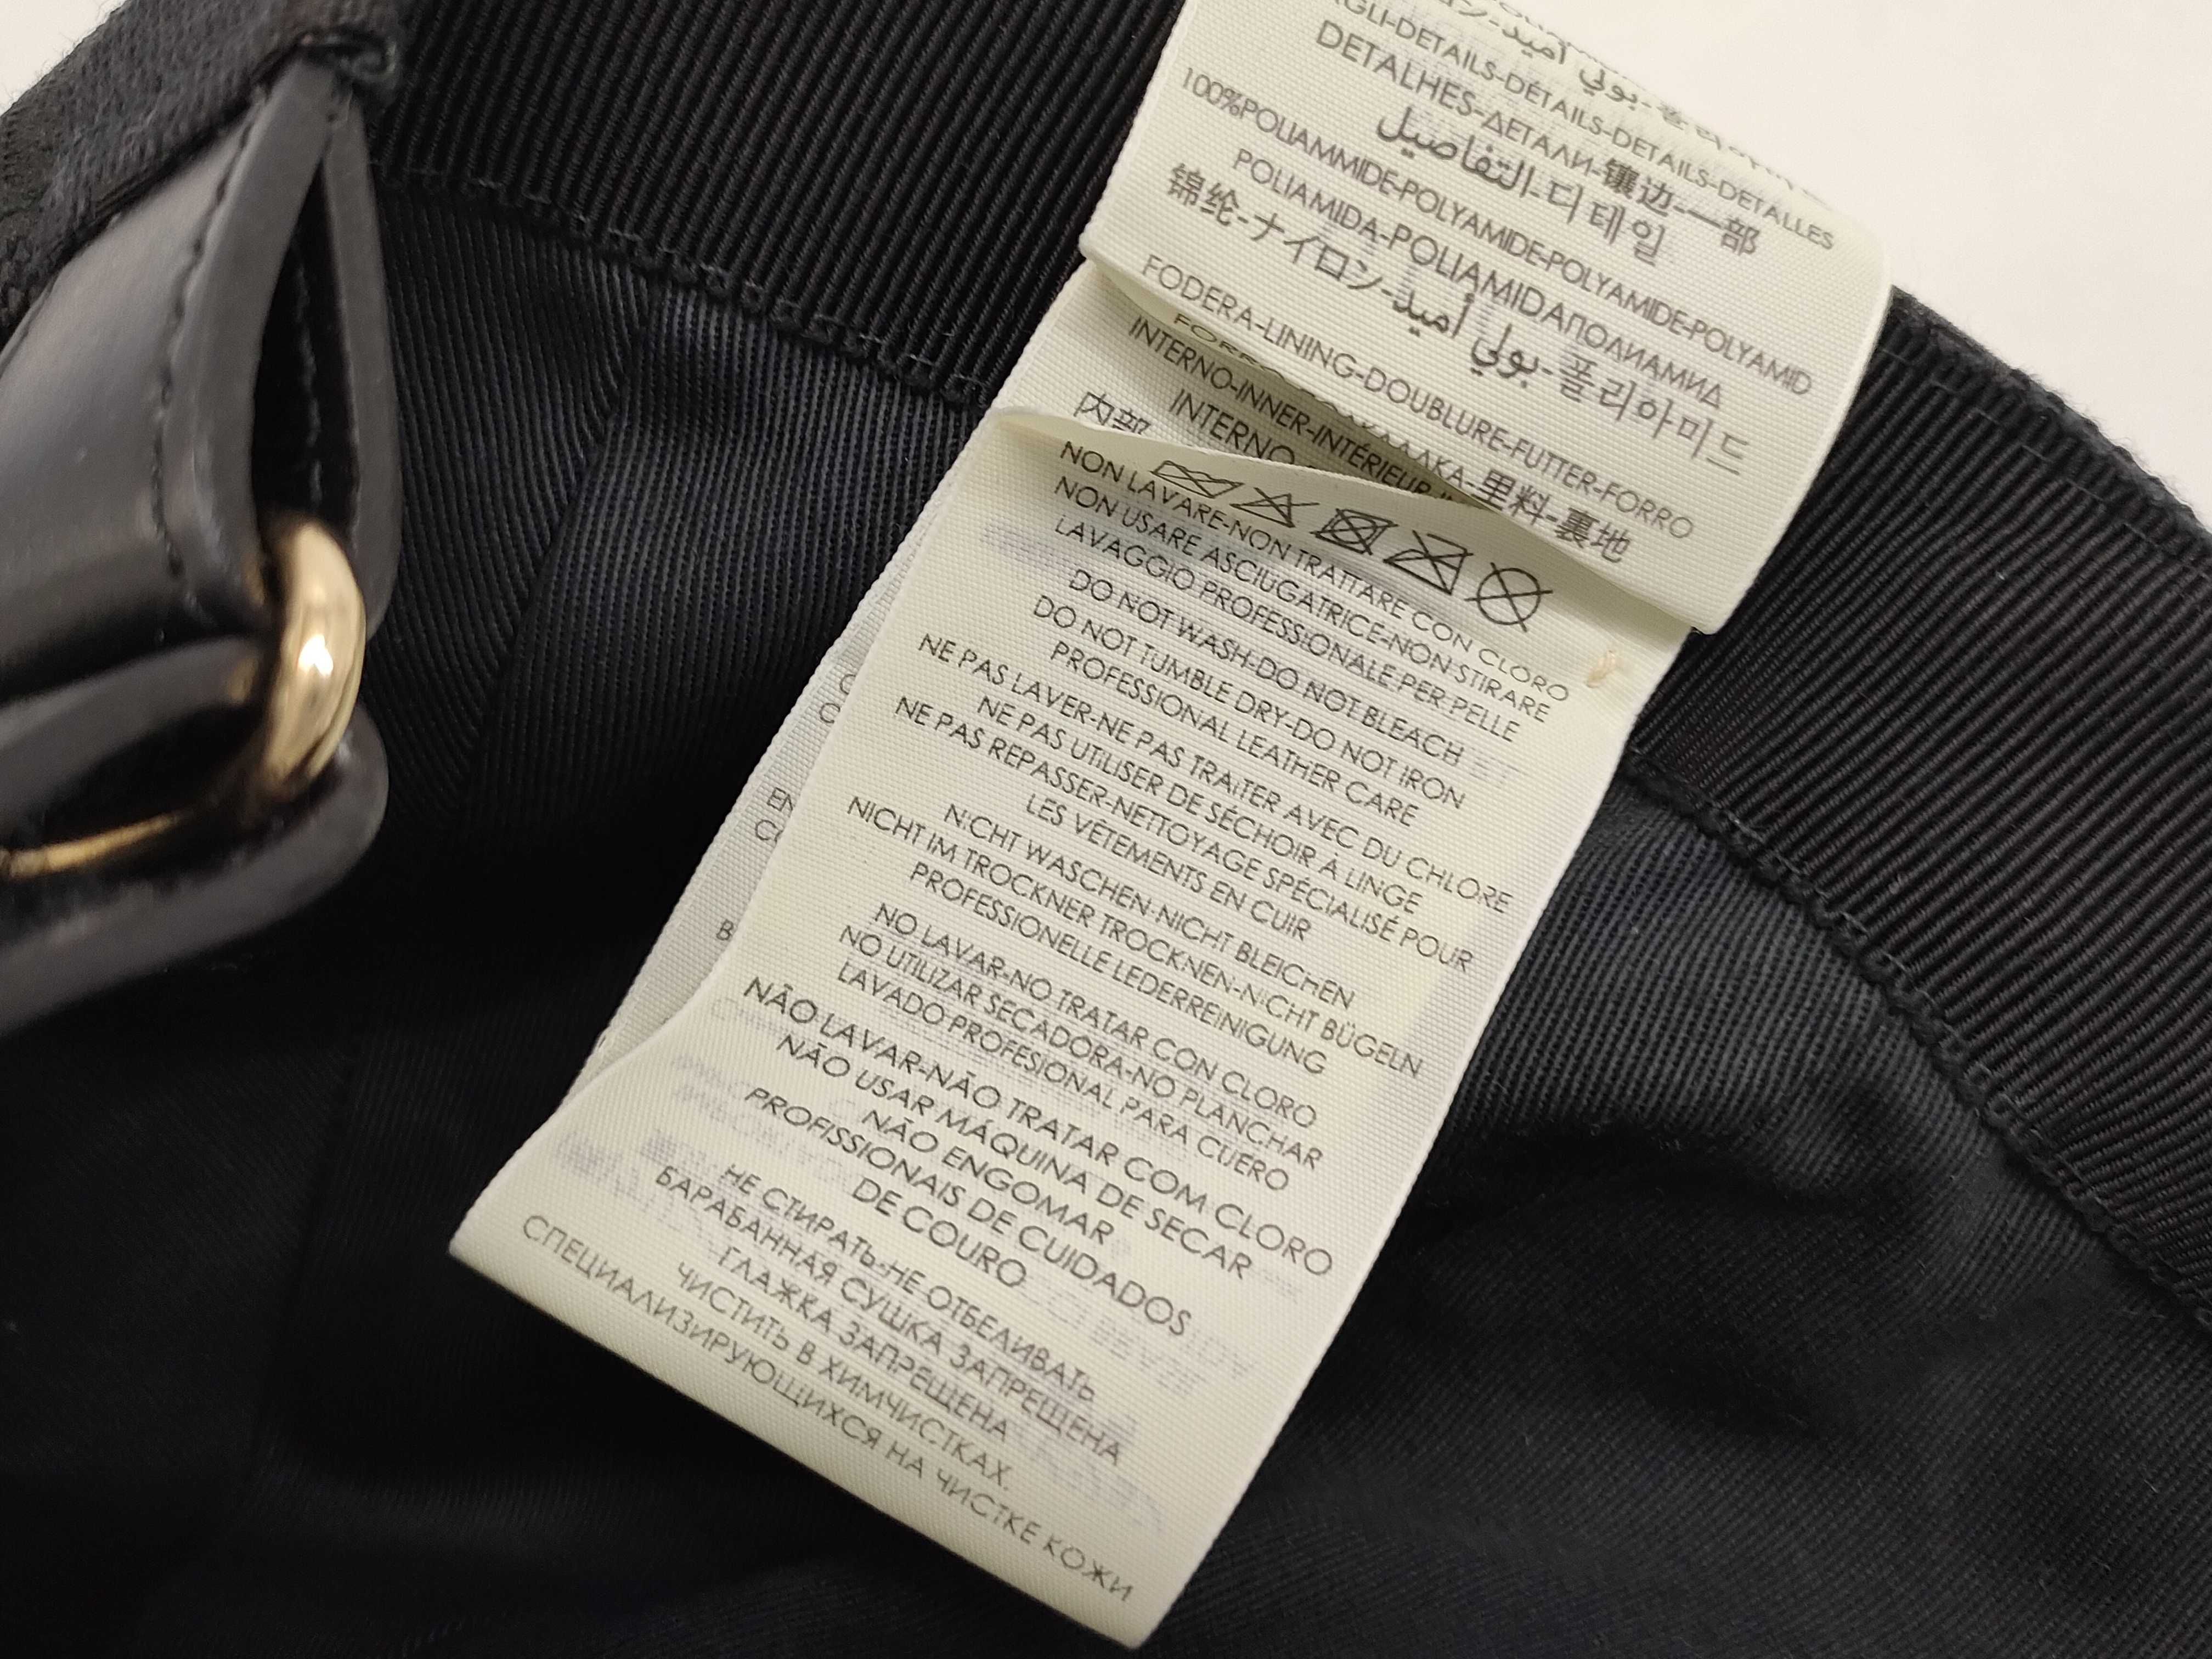 AGLI-DETAILS-DÉTAILS-DETAILS-DETALLES
DETALHES-ДЕТАЛИ-镶边-一部
التفاصيل-디테일
100%POLIAMMIDE-POLYAMIDE-POLYAMIDE-POLYAMID
POLIAMIDA-POLIAMIDAПОЛИАМИД
锦纶-ナイロン-بولي أميد-폴리아미드
FODERA-LINING-DOUBLURE-FUTTER-FORRO
里料-裏地
INTERNO-INNER-INTÉRIEUR
INTERNO
内部
NON LAVARE-NON TRATTARE CON CLORO
NON USARE ASCIUGATRICE-NON STIRARE
LAVAGGIO PROFESSIONALE PER PELLE
DO NOT WASH-DO NOT BLEACH
DO NOT TUMBLE DRY-DO NOT IRON
PROFESSIONAL LEATHER CARE
NE PAS LAVER-NE PAS TRAITER AVEC DU CHLORE
NE PAS UTILISER DE SÉCHOIR À LINGE
NE PAS REPASSER-NETTOYAGE SPÉCIALISÉ POUR
LES VÊTEMENTS EN CUIR
NICHT WASCHEN-NICHT BLEICHEN
NICHT IM TROCKNER TROCKNEN-NICHT BÜGELN
PROFESSIONELLE LEDERREINIGUNG
NO LAVAR-NO TRATAR CON CLORO
NO UTILIZAR SECADORA-NO PLANCHAR
LAVADO PROFESIONAL PARA CUERO
NÃO LAVAR-NÃO TRATAR COM CLORO
NÃO USAR MÁQUINA DE SECAR
NÃO ENGOMAR
PROFISSIONAIS DE CUIDADOS
DE COURO
НЕ СТИРАТЬ-НЕ ОТБЕЛИВАТЬ
БАРАБАННАЯ СУШКА ЗАПРЕЩЕНА
ГЛАЖКА ЗАПРЕЩЕНА
ЧИСТИТЬ В ХИМЧИСТКАХ.
СПЕЦИАЛИЗИРУЮЩИХСЯ НА ЧИСТКЕ КОЖИ